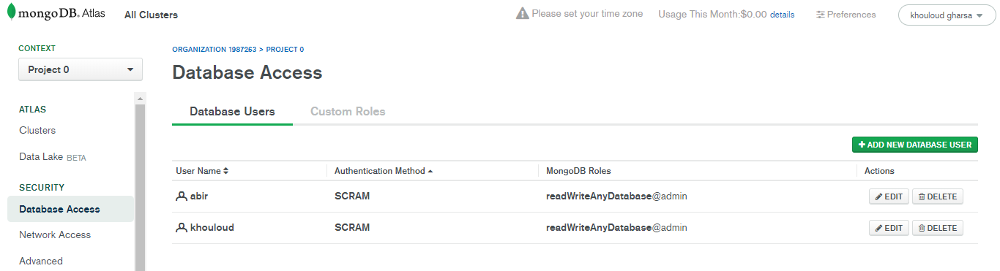 mongoDB. Atlas All Clusters Please set your time zone Usage This Month:$0.00 details Preferences khouloud gharsa
CONTEXT
Project 0
ATLAS
Clusters
Data Lake BETA
SECURITY
Database Access
Network Access
Advanced
ORGANIZATION 1987263 > PROJECT 0
Database Access
Database Users Custom Roles
+ ADD NEW DATABASE USER
User Name Authentication Method MongoDB Roles Actions
abir SCRAM readWriteAnyDatabase@admin EDIT DELETE
khouloud SCRAM readWriteAnyDatabase@admin EDIT DELETE